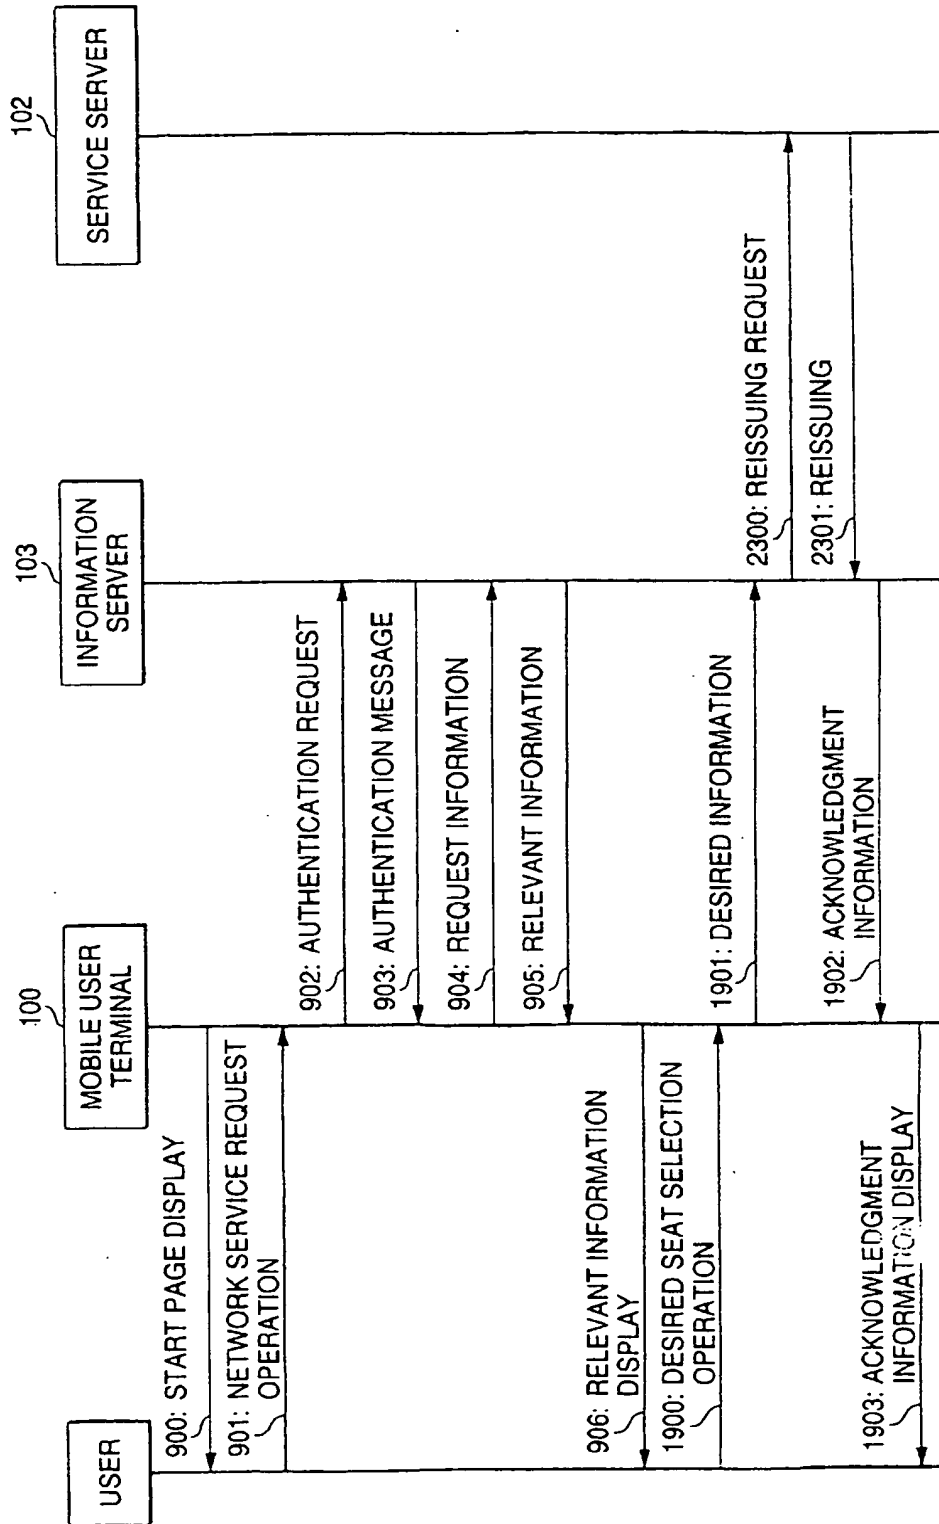 USER
100
MOBILE USER
TERMINAL
103
INFORMATION
SERVER
102
SERVICE SERVER
900: START PAGE DISPLAY
901: NETWORK SERVICE REQUEST
OPERATION
902: AUTHENTICATION REQUEST
903: AUTHENTICATION MESSAGE
904: REQUEST INFORMATION
905: RELEVANT INFORMATION
906: RELEVANT INFORMATION
DISPLAY
1900: DESIRED SEAT SELECTION
OPERATION
1901: DESIRED INFORMATION
2300: REISSUING REQUEST
2301: REISSUING
1902: ACKNOWLEDGMENT
INFORMATION
1903: ACKNOWLEDGMENT
INFORMATION DISPLAY